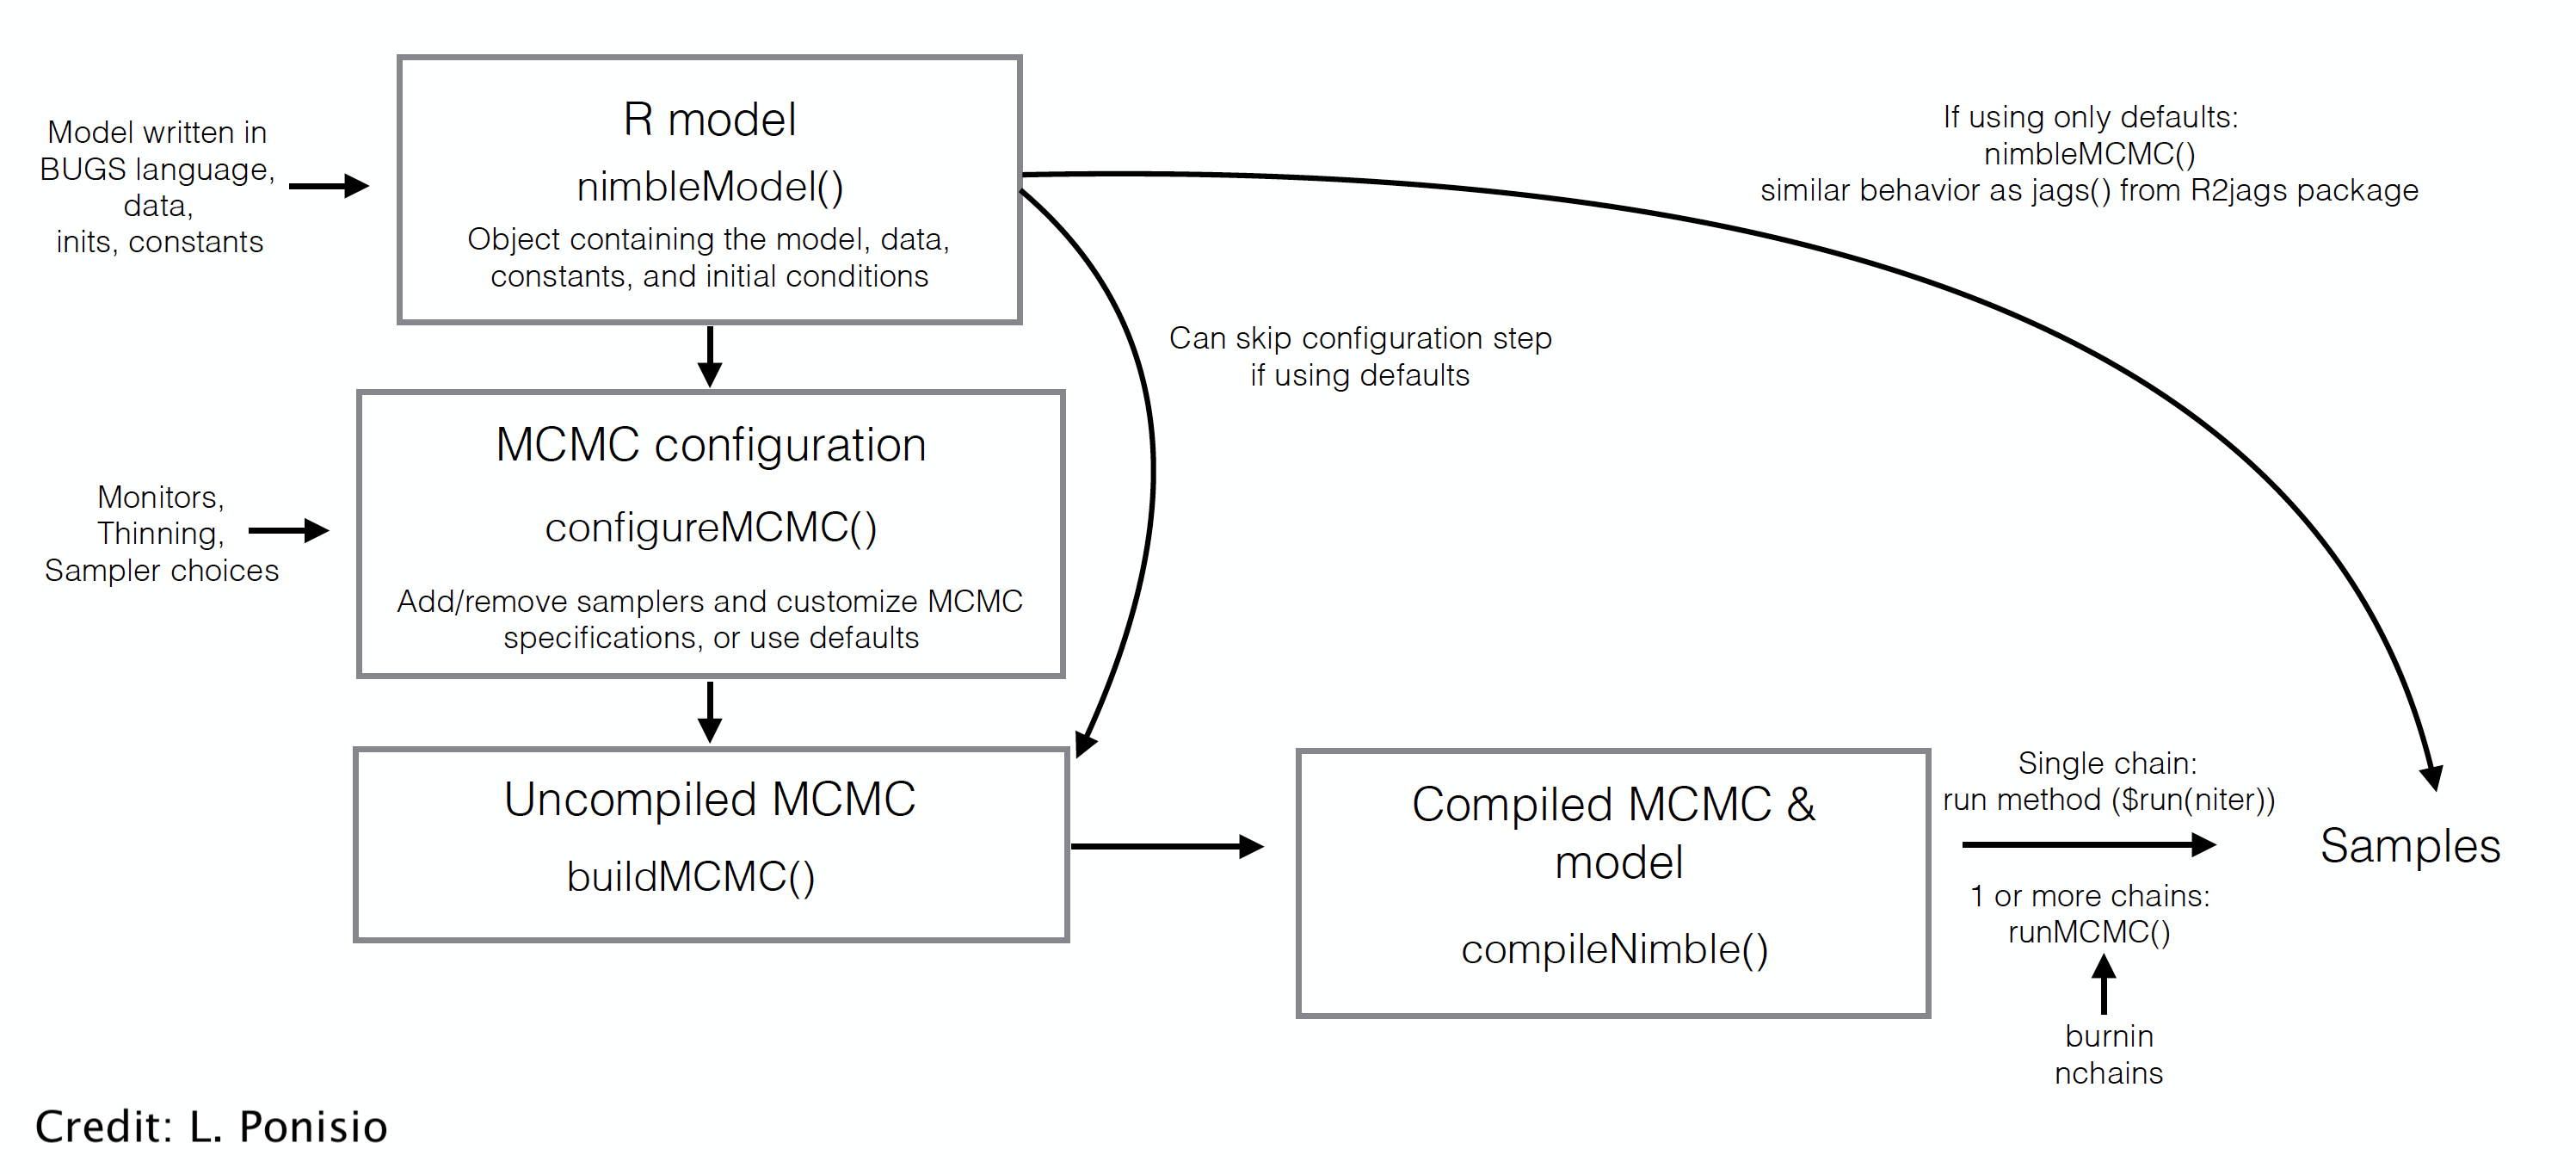 Model written in
BUGS language,
data,
inits, constants
R model
nimbleModel()
Object containing the model, data,
constants, and initial conditions
If using only defaults:
nimbleMCMC()
similar behavior as jags() from R2jags package
Can skip configuration step
if using defaults
Monitors,
Thinning,
Sampler choices
MCMC configuration
configureMCMC()
Add/remove samplers and customize MCMC
specifications, or use defaults
Uncompiled MCMC
buildMCMC()
Compiled MCMC &
model
compileNimble()
Single chain:
run method ($run(niter))
1 or more chains:
runMCMC()
burnin
nchains
Samples
Credit: L. Ponisio